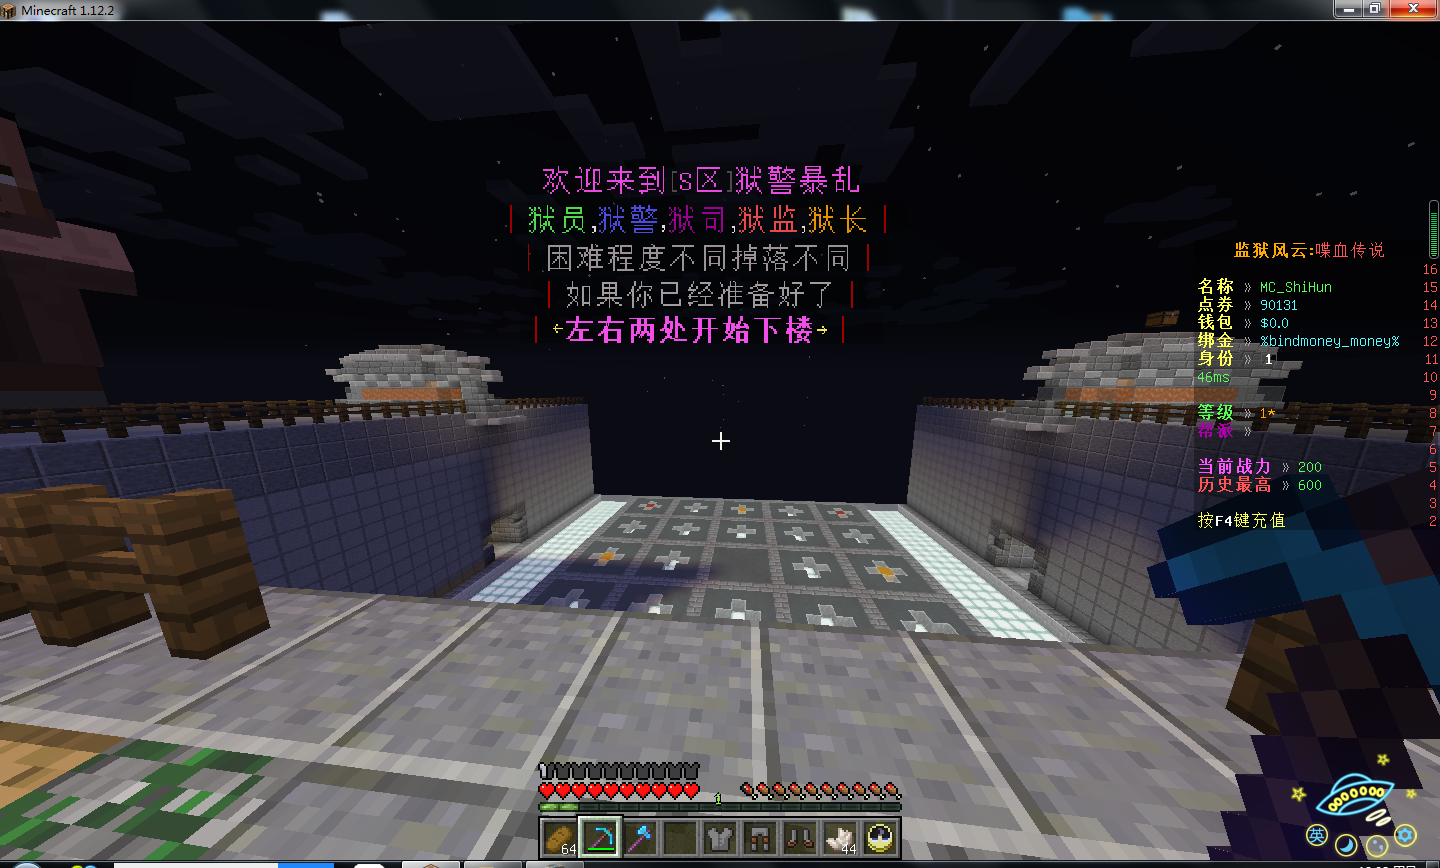 Minecraft 1.12.2
欢迎来到[S区]狱警暴乱
| 狱员,狱警,狱司,狱监,狱长 |
| 困难程度不同掉落不同 |
| 如果你已经准备好了 |
| ←左右两处开始下楼→ |
监狱风云:喋血传说
16
名称 » MC_ShiHun 15
点券 » 90131 14
钱包 » $0.0 13
绑金 » %bindmoney_money% 12
身份 » 1 11
46ms 10
9
等级 » 1* 8
帮派 » 7
6
当前战力 » 200 5
历史最高 » 600 4
3
按F4键充值 2
1
64
44
英